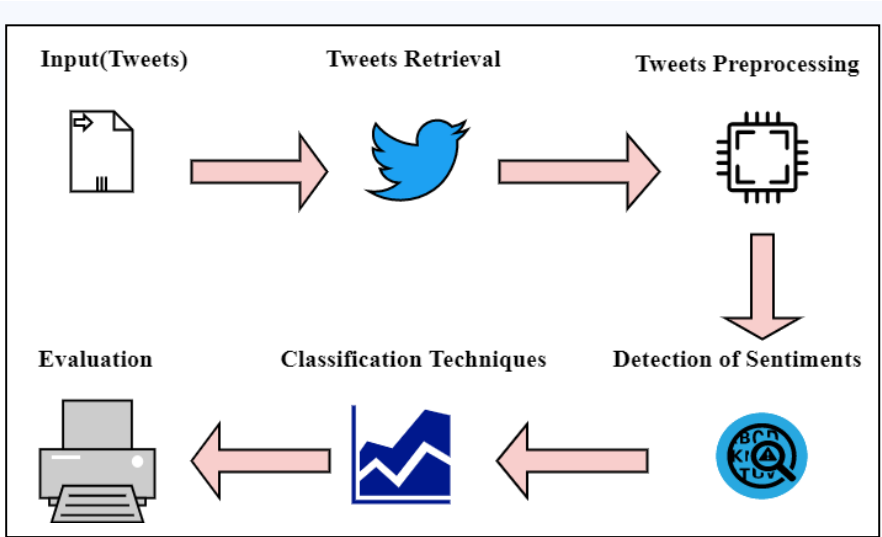 Input(Tweets)
Tweets Retrieval
Tweets Preprocessing
Evaluation
Classification Techniques
Detection of Sentiments